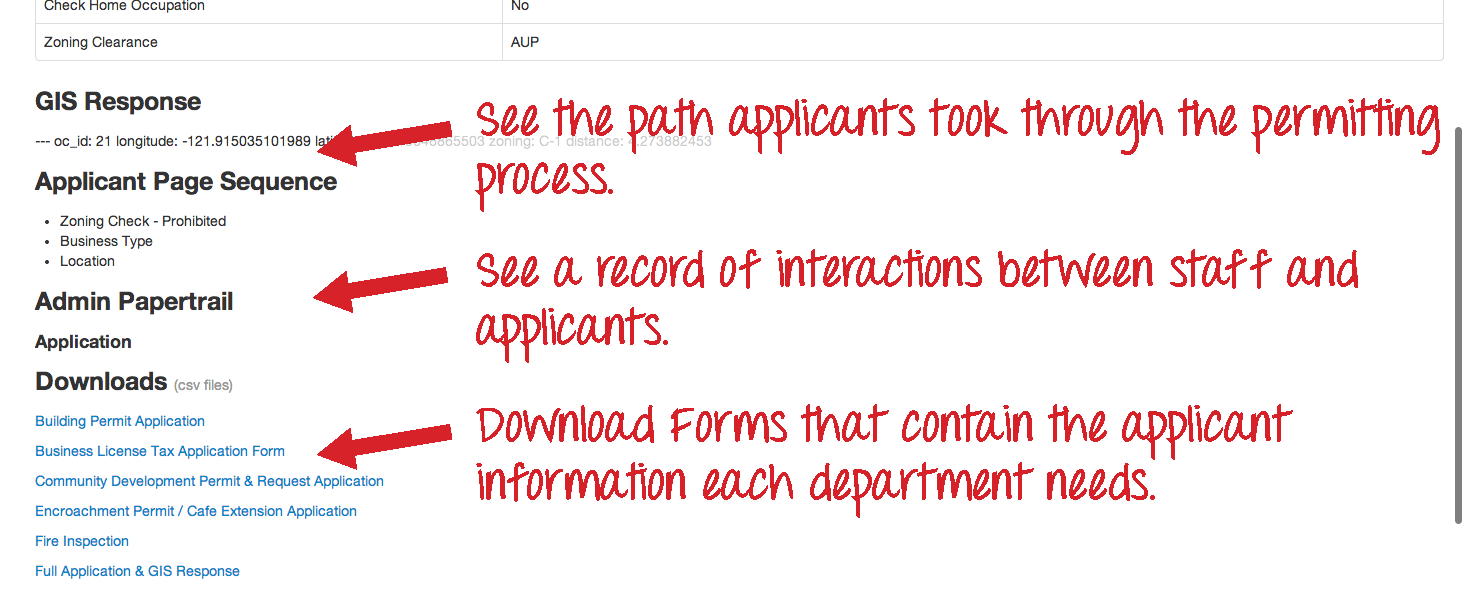 Check Home Occupation No
Zoning Clearance AUP
GIS Response
--- oc_id: 21 longitude: -121.915035101989 lati 865503 zoning: C-1 distance: 4.273882453
Applicant Page Sequence
Zoning Check - Prohibited
Business Type
Location
Admin Papertrail
Application
Downloads (csv files)
Building Permit Application
Business License Tax Application Form
Community Development Permit & Request Application
Encroachment Permit / Cafe Extension Application
Fire Inspection
Full Application & GIS Response
See the path applicants took through the permitting
process.
See a record of interactions between staff and
applicants.
Download Forms that contain the applicant
information each department needs.